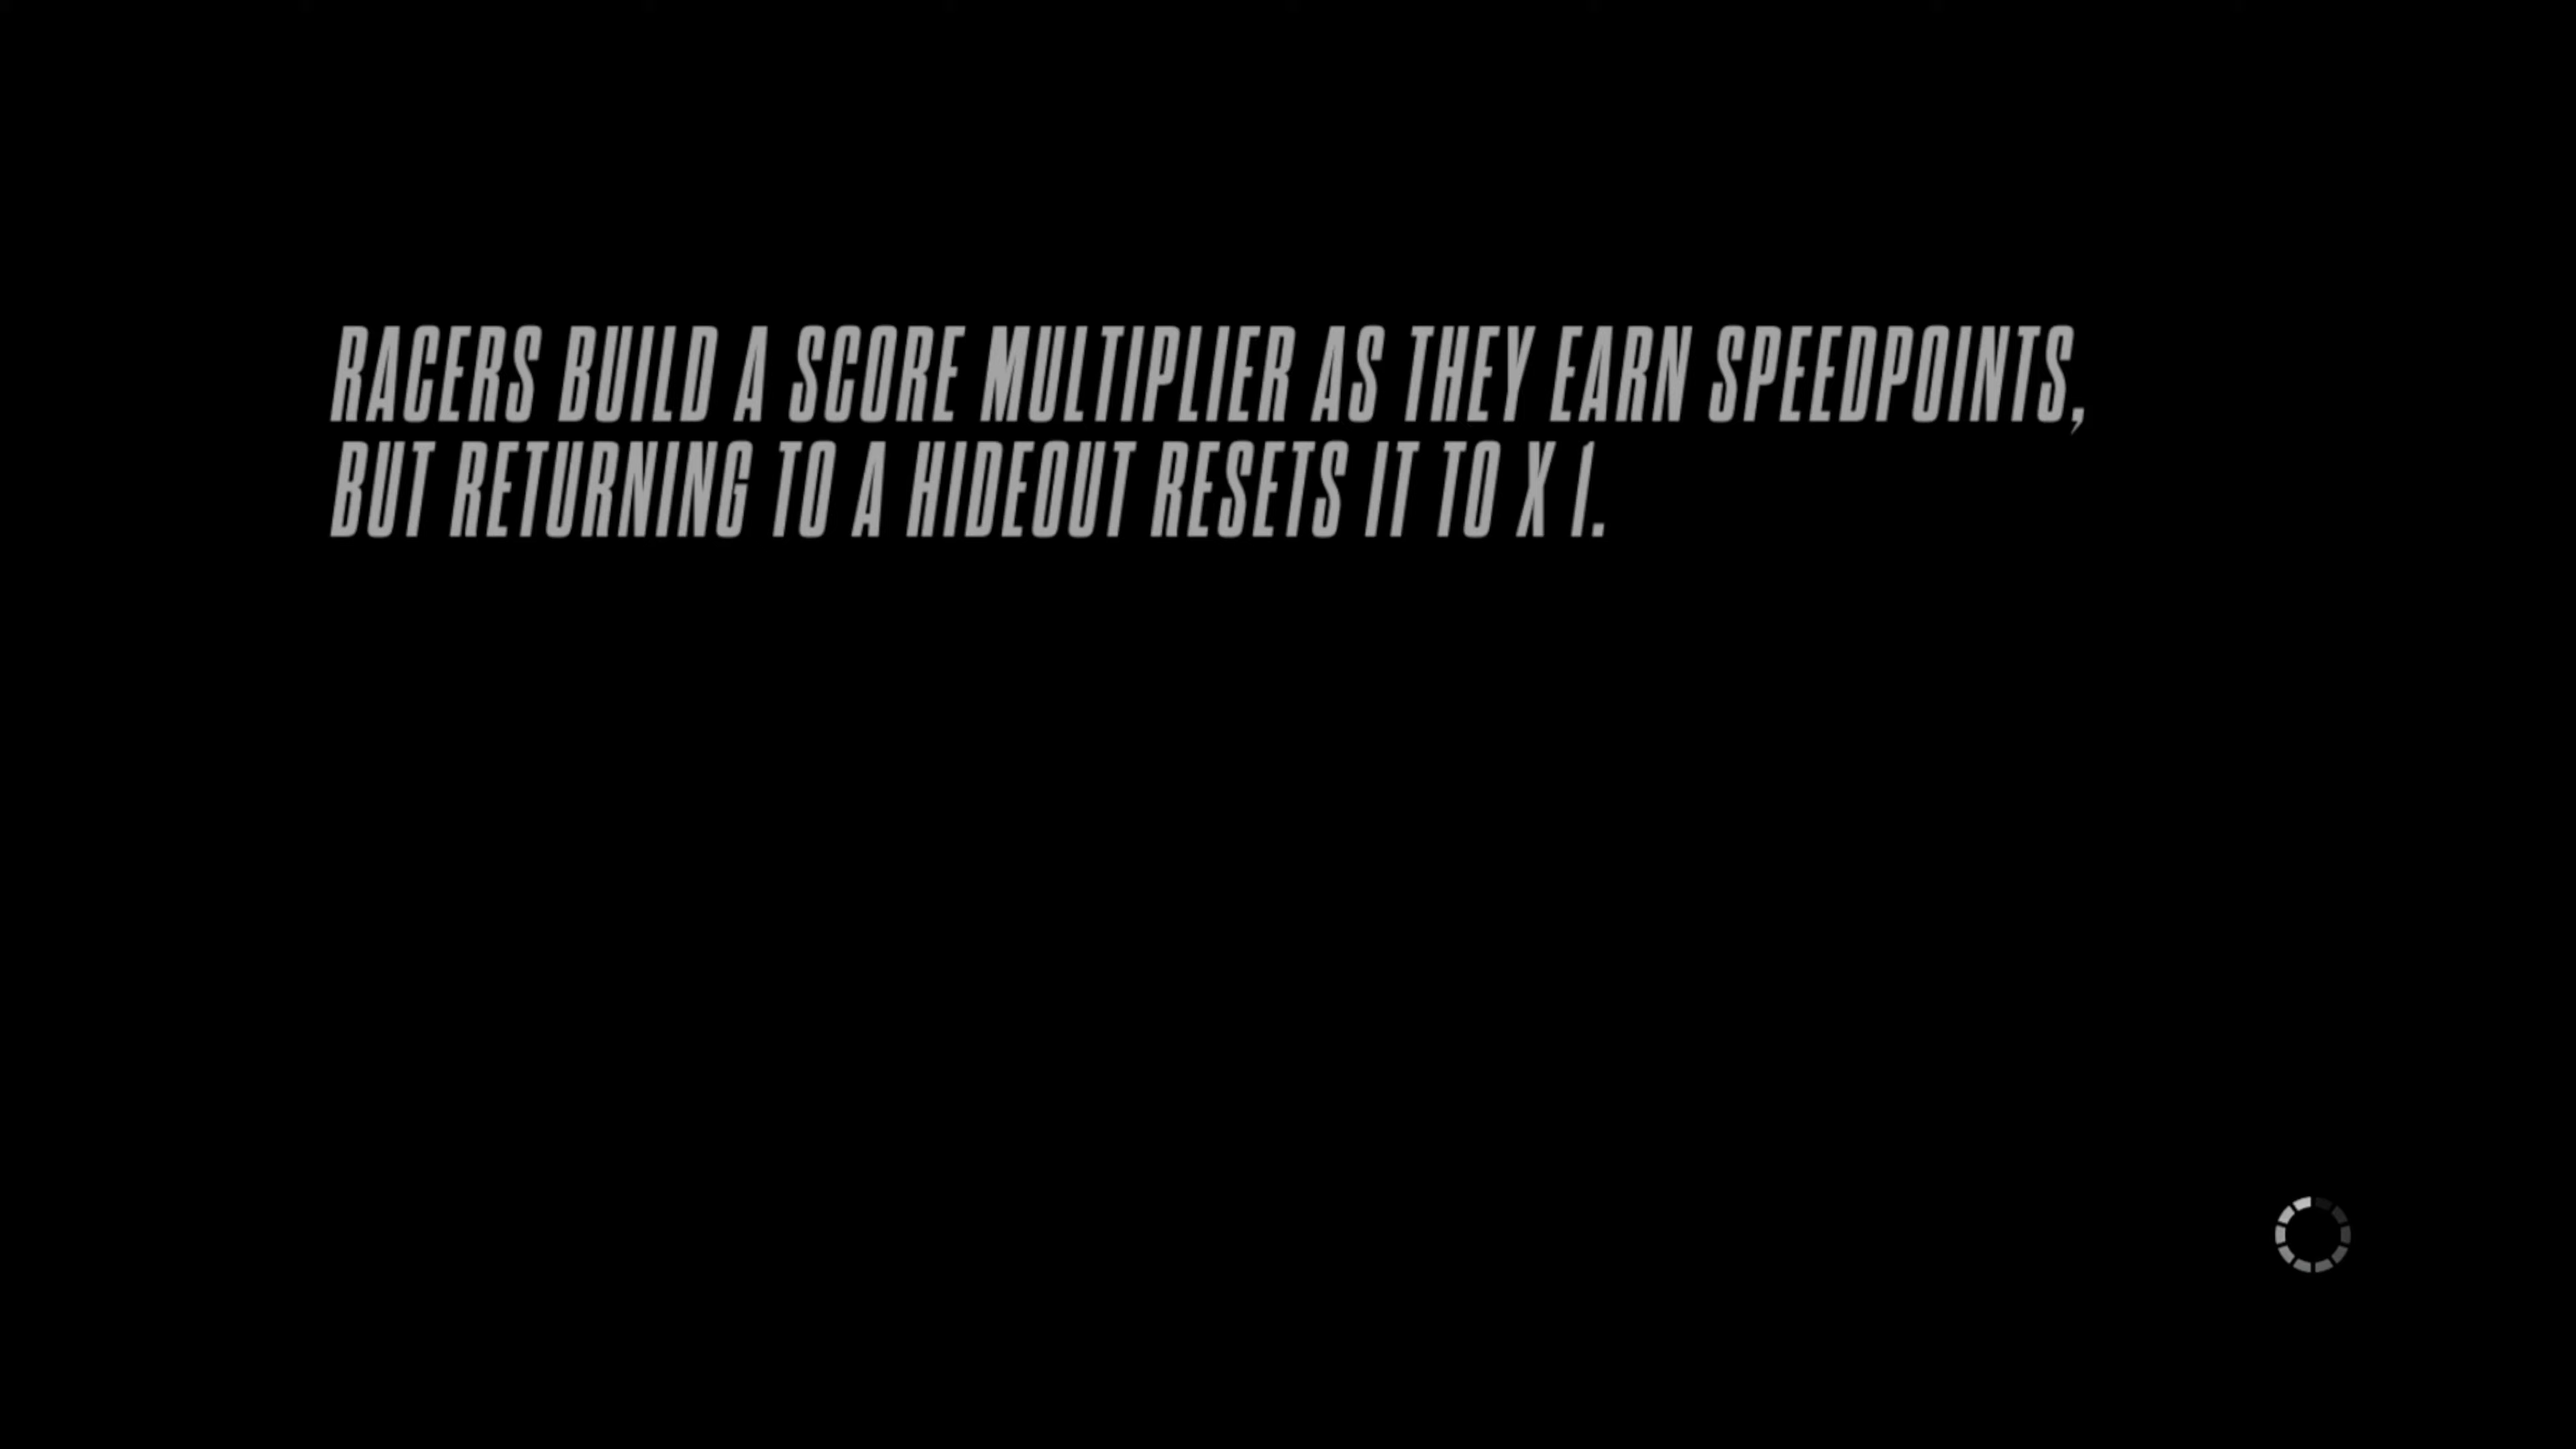 RACERS BUILD A SCORE MULTIPLIER AS THEY EARN SPEEDPOINTS,
BUT RETURNING TO A HIDEOUT RESETS IT TO X 1.